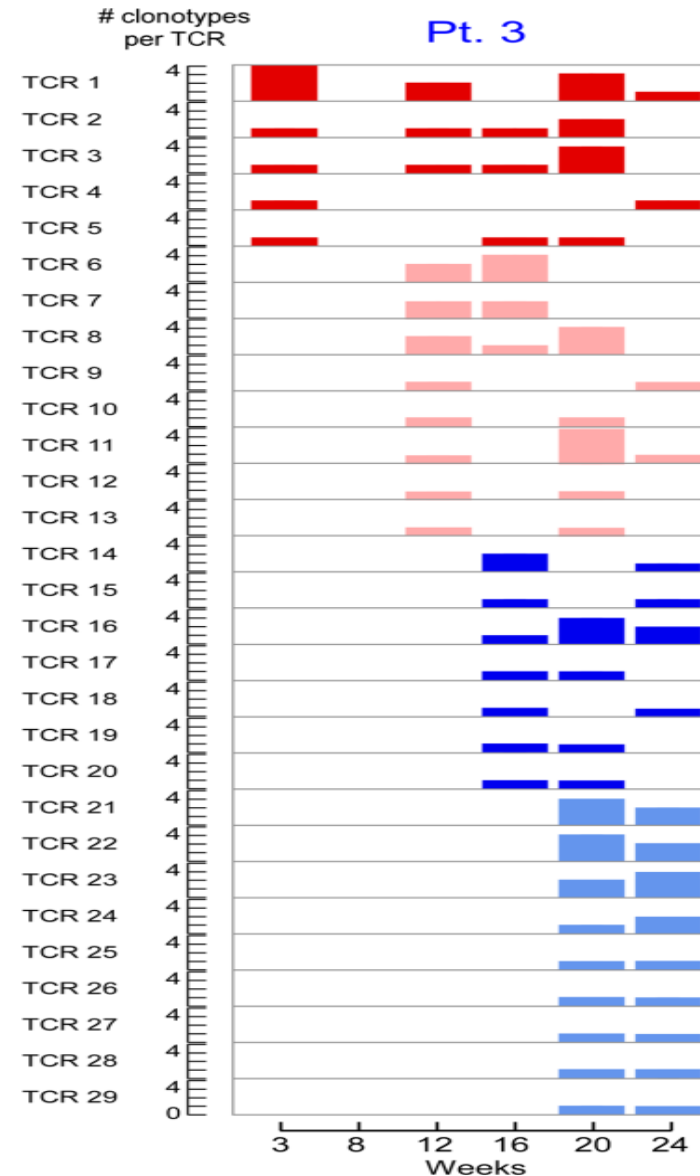 # clonotypes
per TCR
Pt. 3
TCR 1 4
TCR 2 4
TCR 3 4
TCR 4 4
TCR 5 4
TCR 6 4
TCR 7 4
TCR 8 4
TCR 9 4
TCR 10 4
TCR 11 4
TCR 12 4
TCR 13 4
TCR 14 4
TCR 15 4
TCR 16 4
TCR 17 4
TCR 18 4
TCR 19 4
TCR 20 4
TCR 21 4
TCR 22 4
TCR 23 4
TCR 24 4
TCR 25 4
TCR 26 4
TCR 27 4
TCR 28 4
TCR 29 4
0
3 8 12 16 20 24
Weeks